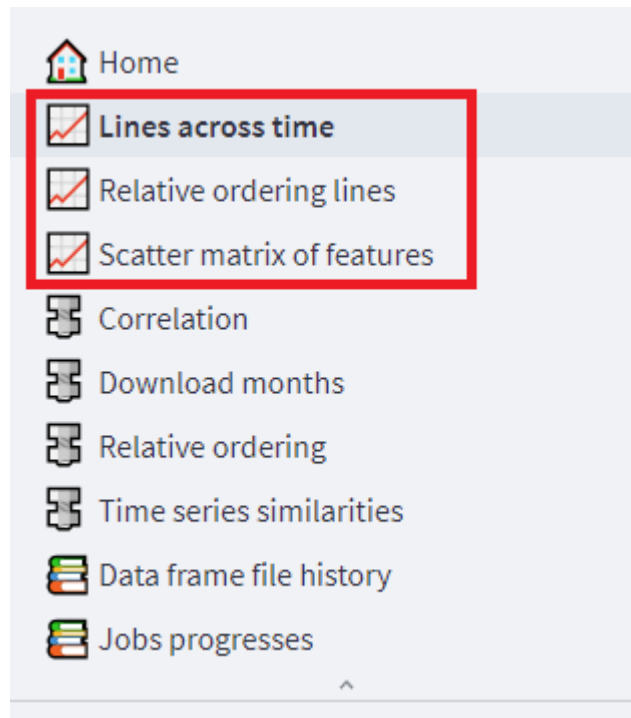 Home
Lines across time
Relative ordering lines
Scatter matrix of features
Correlation
Download months
Relative ordering
Time series similarities
Data frame file history
Jobs progresses